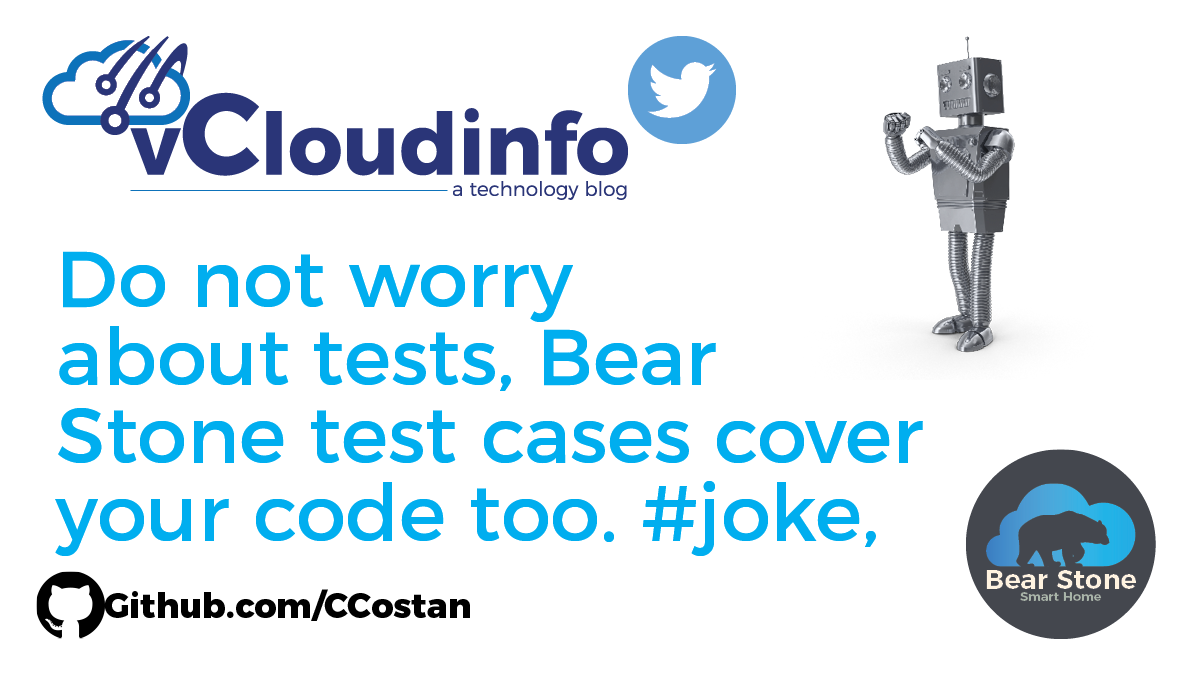 vCloudinfo
a technology blog
Do not worry
about tests, Bear
Stone test cases cover
your code too. #joke,
Github.com/CCostan
Bear Stone
Smart Home